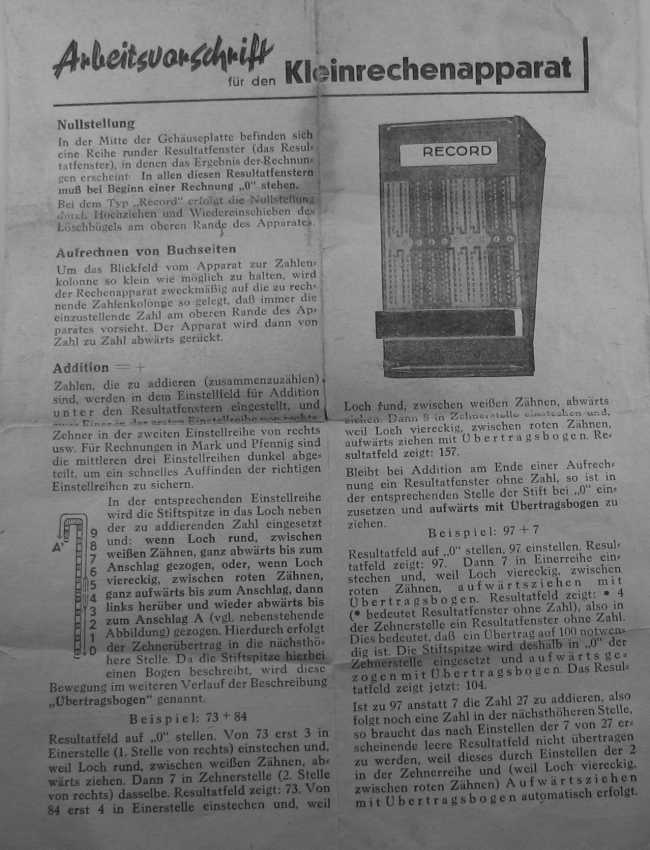 Arbeitsvorschrift
für den Kleinrechenapparat
Nullstellung
In der Mitte der Gehäuseplatte befinden sich
eine Reihe runder Resultatfenster (das Resul-
tatfenster), in denen das Ergebnis der Rechnun-
gen erscheint. In allen diesen Resultatfenstern
muß bei Beginn einer Rechnung „0" stehen.
Bei dem Typ „Record" erfolgt die Nullstellung
durch Hochziehen und Wiedereinschieben des
Löschbügels am oberen Rande des Apparates.
Aufrechnen von Buchseiten
Um das Blickfeld vom Apparat zur Zahlen-
kolonne so klein wie möglich zu halten, wird
der Rechenapparat zweckmäßig auf die zu rech-
nende Zahlenkolonne so gelegt, daß immer die
einzustellende Zahl am oberen Rande des Ap-
parates vorsieht. Der Apparat wird dann von
Zahl zu Zahl abwärts gerückt.
Addition = +
Zahlen, die zu addieren (zusammenzuzählen)
sind, werden in dem Einstellfeld für Addition
unter den Resultatfenstern eingestellt, und
zwar Einer in der ersten Einstellreihe von rechts,
Zehner in der zweiten Einstellreihe von rechts
usw. Für Rechnungen in Mark und Pfennig sind
die mittleren drei Einstellreihen dunkel abge-
teilt, um ein schnelles Auffinden der richtigen
Einstellreihen zu sichern.
In der entsprechenden Einstellreihe
wird die Stiftspitze in das Loch neben
der zu addierenden Zahl eingesetzt
und: wenn Loch rund, zwischen
weißen Zähnen, ganz abwärts bis zum
Anschlag gezogen, oder, wenn Loch
viereckig, zwischen roten Zähnen,
ganz aufwärts bis zum Anschlag, dann
links herüber und wieder abwärts bis
zum Anschlag A (vgl. nebenstehende
Abbildung) gezogen. Hierdurch erfolgt
der Zehnerübertrag in die nächsthö-
here Stelle. Da die Stiftspitze hierbei
einen Bogen beschreibt, wird diese
Bewegung im weiteren Verlauf der Beschreibung
„Übertragsbogen" genannt.
A
9
8
7
6
5
4
3
2
1
0
Beispiel: 73 + 84
Resultatfeld auf „0" stellen. Von 73 erst 3 in
Einerstelle (1. Stelle von rechts) einstechen und,
weil Loch rund, zwischen weißen Zähnen, ab-
wärts ziehen. Dann 7 in Zehnerstelle (2. Stelle
von rechts) dasselbe. Resultatfeld zeigt: 73. Von
84 erst 4 in Einerstelle einstechen und, weil
RECORD
Loch rund, zwischen weißen Zähnen, abwärts
ziehen. Dann 8 in Zehnerstelle einstechen und,
weil Loch viereckig, zwischen roten Zähnen,
aufwärts ziehen mit Übertragsbogen. Re-
sultatfeld zeigt: 157.
Bleibt bei Addition am Ende einer Aufrech-
nung ein Resultatfenster ohne Zahl, so ist in
der entsprechenden Stelle der Stift bei „0" ein-
zusetzen und aufwärts mit Übertragsbogen zu
ziehen.
Beispiel: 97 + 7
Resultatfeld auf „0" stellen, 97 einstellen. Resul-
tatfeld zeigt: 97. Dann 7 in Einerreihe ein-
stechen und, weil Loch viereckig, zwischen
roten Zähnen, aufwärtsziehen mit
Übertragsbogen. Resultatfeld zeigt: • 4
(• bedeutet Resultatfenster ohne Zahl), also in
der Zehnerstelle ein Resultatfenster ohne Zahl.
Dies bedeutet, daß ein Übertrag auf 100 notwen-
dig ist. Die Stiftspitze wird deshalb in „0" der
Zehnerstelle eingesetzt und aufwärts ge-
zogen mit Übertragsbogen. Das Resul-
tatfeld zeigt jetzt: 104.
Ist zu 97 anstatt 7 die Zahl 27 zu addieren, also
folgt noch eine Zahl in der nächsthöheren Stelle,
so braucht das nach Einstellen der 7 von 27 er-
scheinende leere Resultatfeld nicht übertragen
zu werden, weil dieses durch Einstellen der 2
in der Zehnerreihe und (weil Loch viereckig,
zwischen roten Zähnen) Aufwärtsziehen
mit Übertragsbogen automatisch erfolgt.